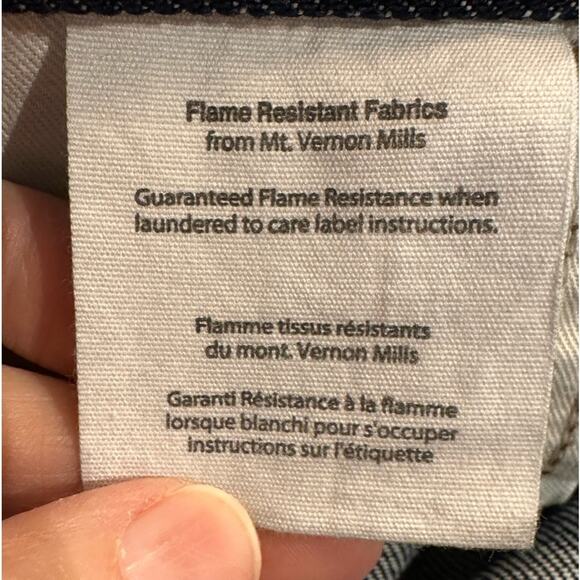 Flame Resistant Fabrics
from Mt. Vernon Mills
Guaranteed Flame Resistance when
laundered to care label instructions.
Flamme tissus résistants
du mont. Vernon Mills
Garanti Résistance à la flamme
lorsque blanchi pour s'occuper
instructions sur l'étiquette